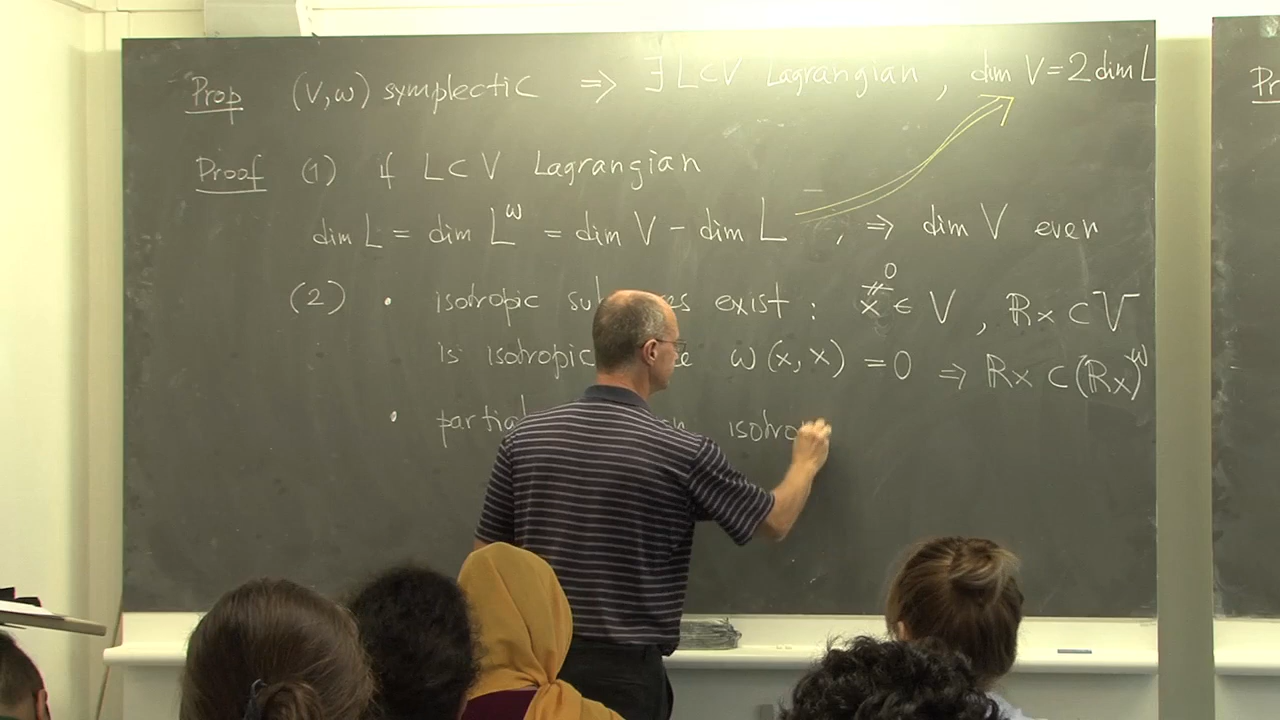 Prop (V,ω) symplectic ⇒ ∃ L⊂V Lagrangian, dim V=2 dim L
Proof (1) if L⊂V Lagrangian
dim L = dim L^ω = dim V - dim L, ⇒ dim V even
(2) • isotropic exist : 0 ≠ x ∈ V, ℝx ⊂ V
is isotropic ω(x,x) = 0 ⇒ ℝx ⊂ (ℝx)^ω
•
Pr